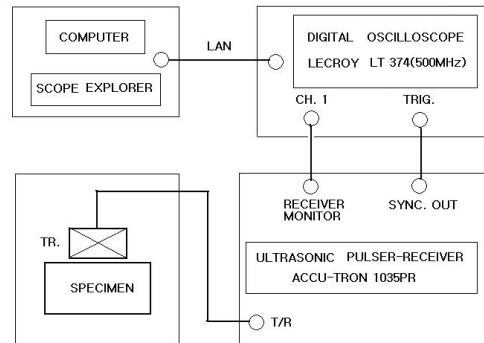 COMPUTER
SCOPE EXPLORER
LAN
DIGITAL OSCILLOSCOPE
LECROY LT 374(500MHz)
CH. 1
TRIG.
RECEIVER
MONITOR
SYNC. OUT
TR.
SPECIMEN
ULTRASONIC PULSER-RECEIVER
ACCU-TRON 1035PR
T/R